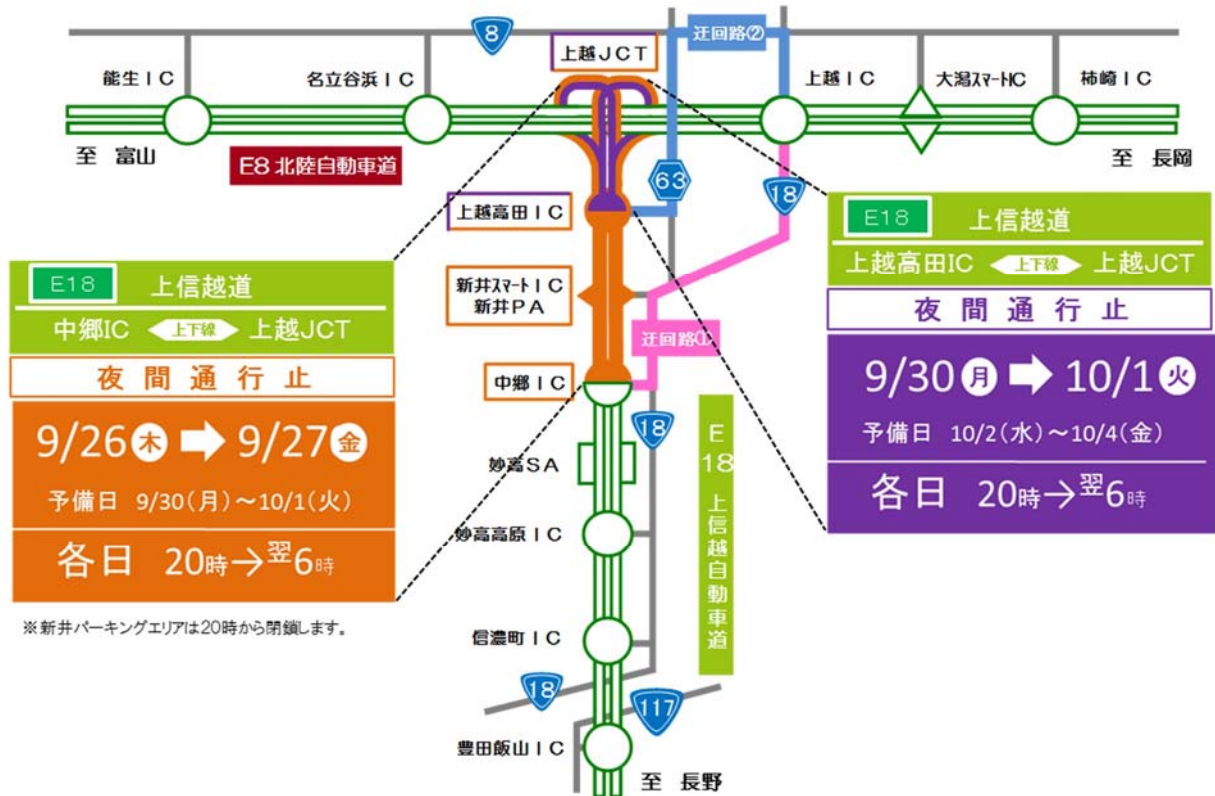 8
上越JCT
迂回路②
能生IC
名立谷浜IC
上越IC
大潟スマートIC
柿崎IC
至 富山
E8 北陸自動車道
至 長岡
63
18
上越高田IC
新井スマートIC
新井PA
迂回路①
中郷IC
E18 上信越道
中郷IC 上下線 上越JCT
夜間通行止
9/26木 ➡ 9/27金
予備日 9/30(月)～10/1(火)
各日 20時→翌6時
※新井パーキングエリアは20時から閉鎖します。
E18 上信越道
上越高田IC 上下線 上越JCT
夜間通行止
9/30月 ➡ 10/1火
予備日 10/2(水)～10/4(金)
各日 20時→翌6時
18
E18 上信越自動車道
妙高SA
妙高高原IC
信濃町IC
18
117
豊田飯山IC
至 長野